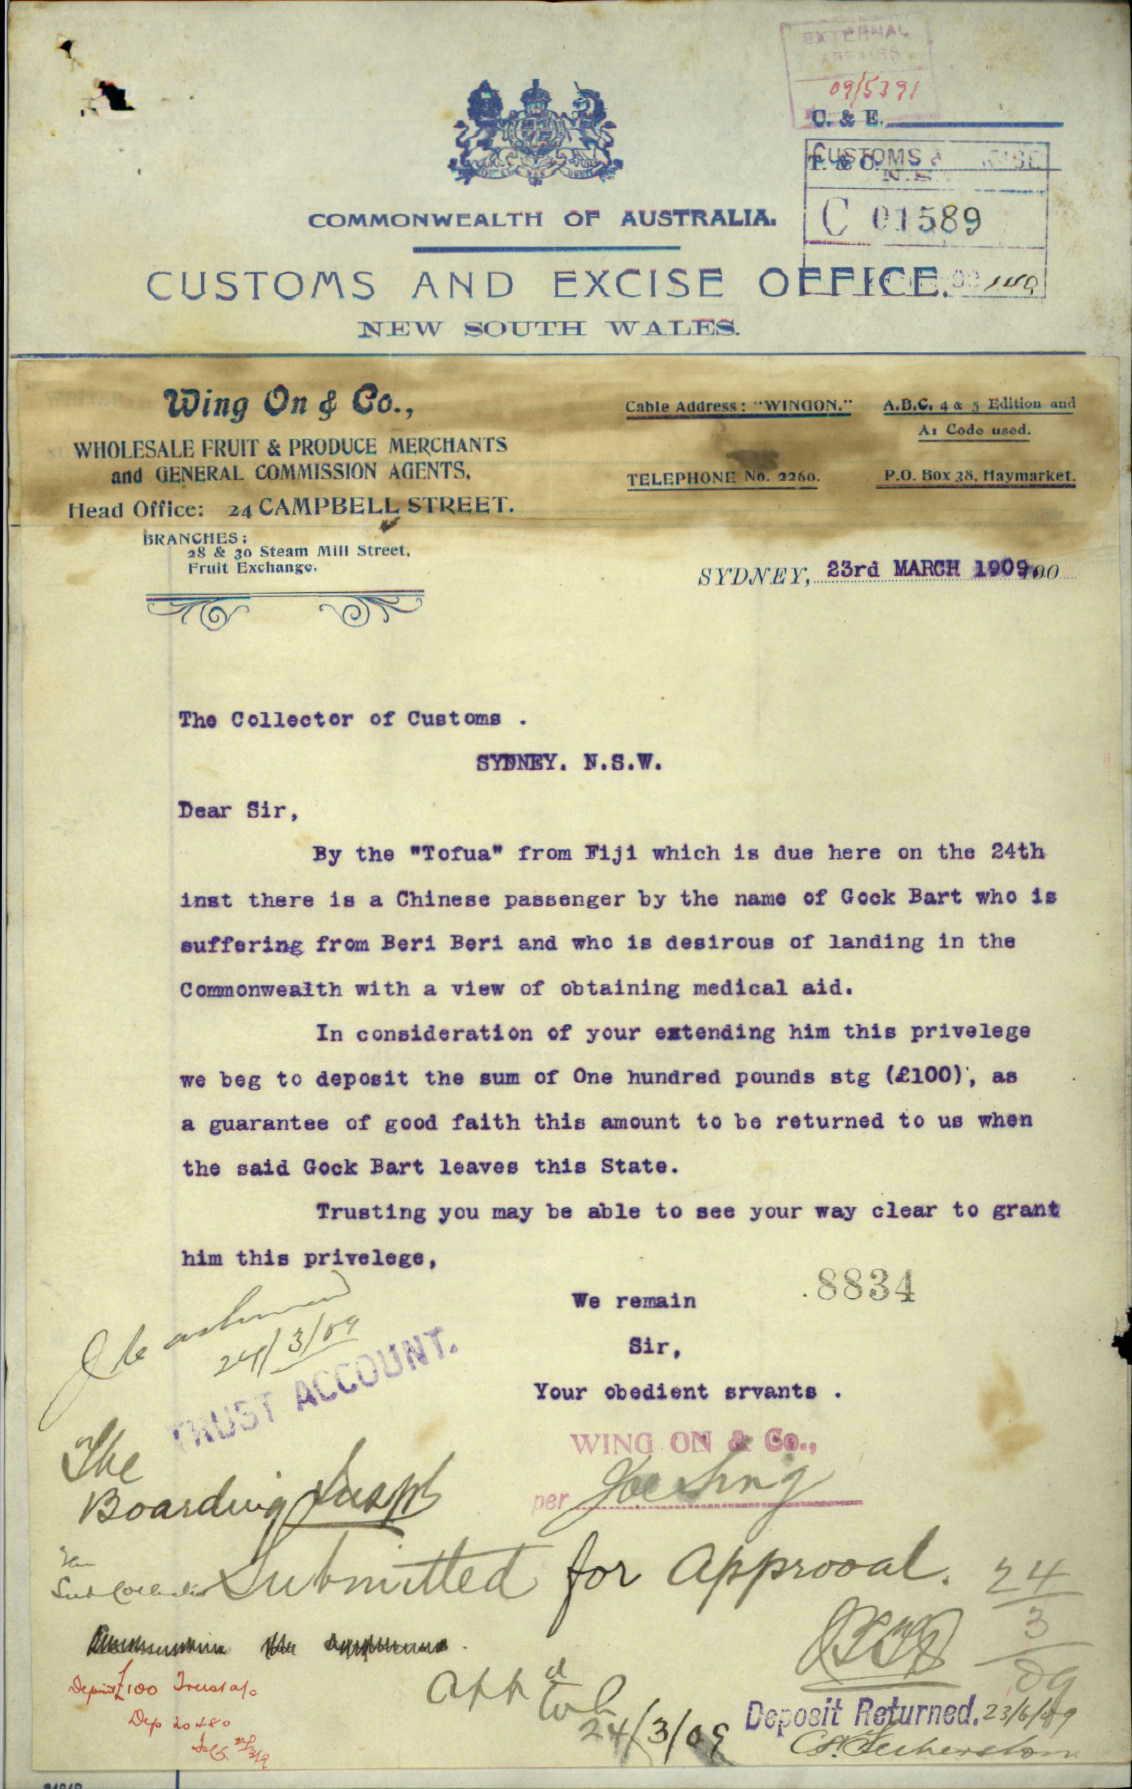 EXTERNAL
AFFAIRS
09/5391
C. & E.
T. & C.
CUSTOMS &
N.S.
C 01589
COMMONWEALTH OF AUSTRALIA.
CUSTOMS AND EXCISE OFFICE.
NEW SOUTH WALES.
Wing On & Co.,
WHOLESALE FRUIT & PRODUCE MERCHANTS
and GENERAL COMMISSION AGENTS,
Head Office: 24 CAMPBELL STREET.
BRANCHES:
28 & 30 Steam Mill Street,
Fruit Exchange.
Cable Address: "WINGON."
A.B.C. 4 & 5 Edition and
A1 Code used.
TELEPHONE No. 2260.
P.O. Box 38, Haymarket.
SYDNEY, 23rd MARCH 1909.
The Collector of Customs .
SYDNEY. N.S.W.
Dear Sir,
By the "Tofua" from Fiji which is due here on the 24th
inst there is a Chinese passenger by the name of Gock Bart who is
suffering from Beri Beri and who is desirous of landing in the
Commonwealth with a view of obtaining medical aid.
In consideration of your extending him this privelege
we beg to deposit the sum of One hundred pounds stg (£100), as
a guarantee of good faith this amount to be returned to us when
the said Gock Bart leaves this State.
Trusting you may be able to see your way clear to grant
him this privelege,
We remain
Sir,
Your obedient srvants .
8834
24/3/09
TRUST ACCOUNT.
WING ON & Co.,
per
The
Boarding Inspr
Submitted for approval.
24
3
09
Deposit £100 Trust a/c
Dep 20480
Appd
24/3/09
Deposit Returned. 23/6/09